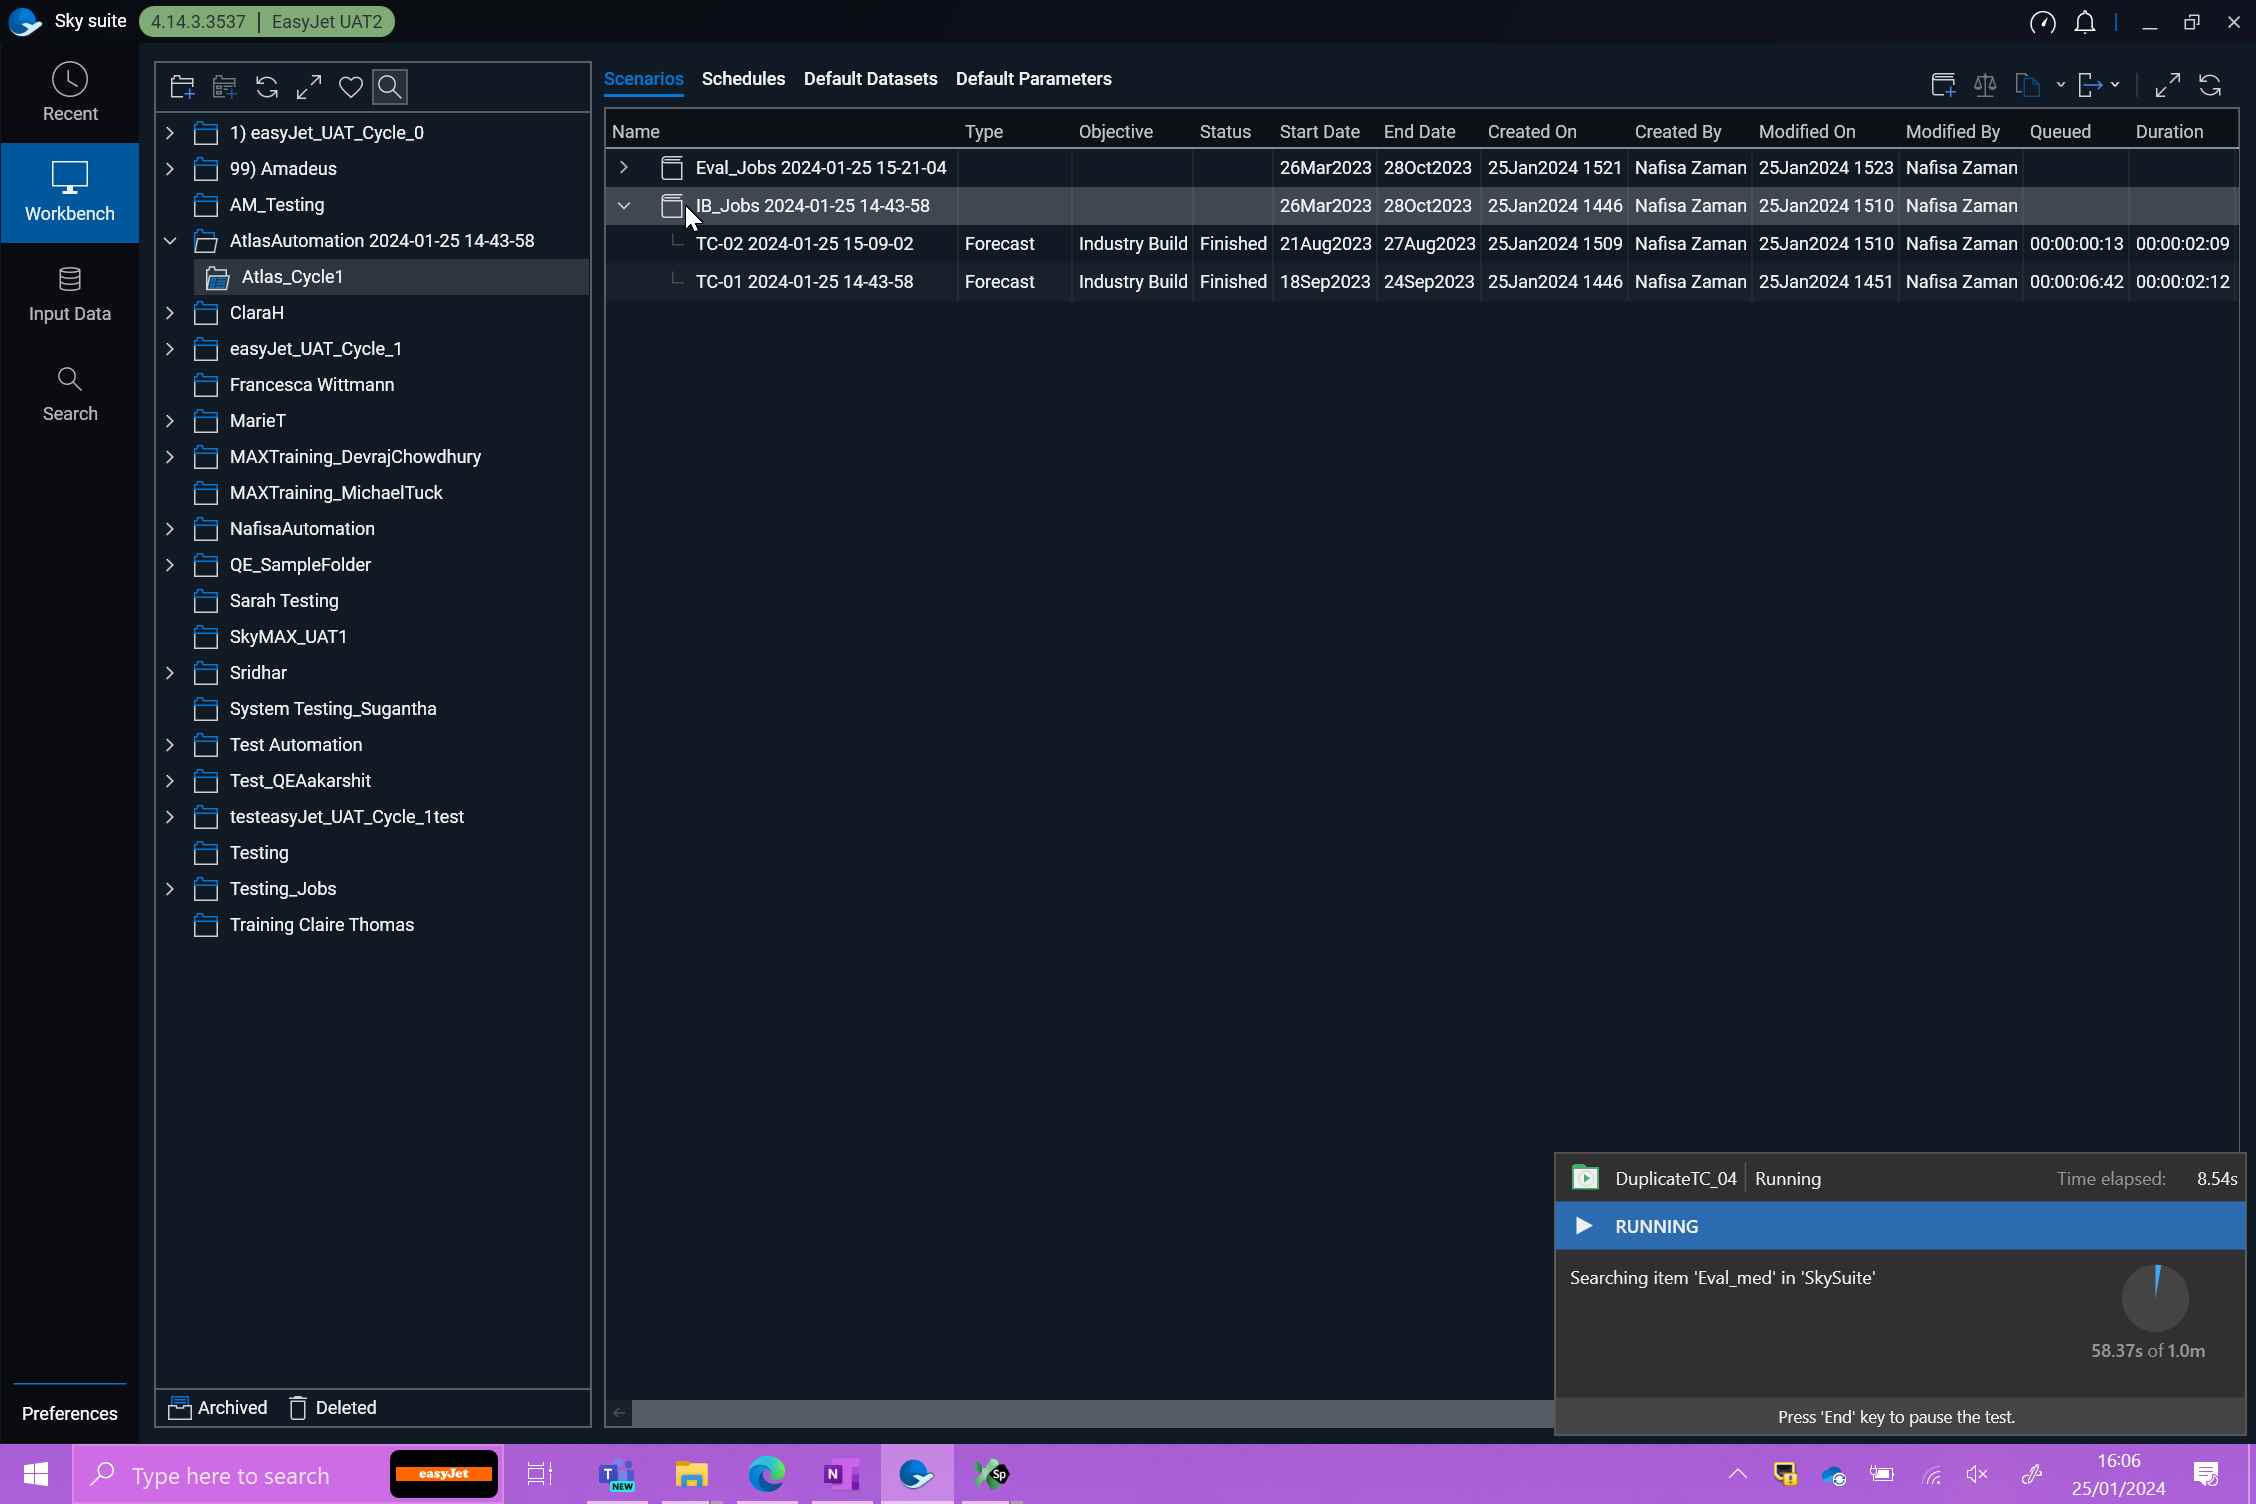 Sky suite 4.14.3.3537 | EasyJet UAT2
Recent
Workbench
Input Data
Search
Preferences
1) easyJet_UAT_Cycle_0
99) Amadeus
AM_Testing
AtlasAutomation 2024-01-25 14-43-58
Atlas_Cycle1
ClaraH
easyJet_UAT_Cycle_1
Francesca Wittmann
MarieT
MAXTraining_DevrajChowdhury
MAXTraining_MichaelTuck
NafisaAutomation
QE_SampleFolder
Sarah Testing
SkyMAX_UAT1
Sridhar
System Testing_Sugantha
Test Automation
Test_QEAakarshit
testeasyJet_UAT_Cycle_1test
Testing
Testing_Jobs
Training Claire Thomas
Archived Deleted
Scenarios Schedules Default Datasets Default Parameters
Name Type Objective Status Start Date End Date Created On Created By Modified On Modified By Queued Duration
Eval_Jobs 2024-01-25 15-21-04 26Mar2023 28Oct2023 25Jan2024 1521 Nafisa Zaman 25Jan2024 1523 Nafisa Zaman
IB_Jobs 2024-01-25 14-43-58 26Mar2023 28Oct2023 25Jan2024 1446 Nafisa Zaman 25Jan2024 1510 Nafisa Zaman
TC-02 2024-01-25 15-09-02 Forecast Industry Build Finished 21Aug2023 27Aug2023 25Jan2024 1509 Nafisa Zaman 25Jan2024 1510 Nafisa Zaman 00:00:00:13 00:00:02:09
TC-01 2024-01-25 14-43-58 Forecast Industry Build Finished 18Sep2023 24Sep2023 25Jan2024 1446 Nafisa Zaman 25Jan2024 1451 Nafisa Zaman 00:00:06:42 00:00:02:12
DuplicateTC_04 Running Time elapsed: 8.54s
RUNNING
Searching item 'Eval_med' in 'SkySuite'
58.37s of 1.0m
Press 'End' key to pause the test.
Type here to search
easyJet
T
NEW
N
Sp
16:06
25/01/2024